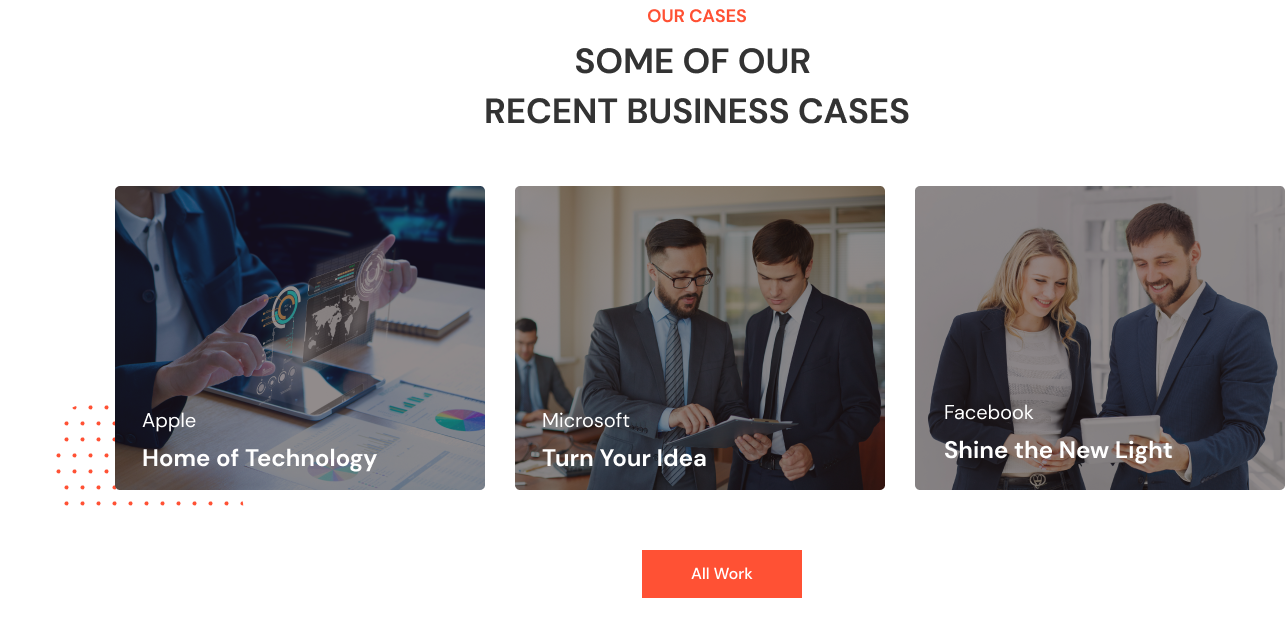 OUR CASES
SOME OF OUR
RECENT BUSINESS CASES
Apple
Home of Technology
Microsoft
Turn Your Idea
Facebook
Shine the New Light
All Work